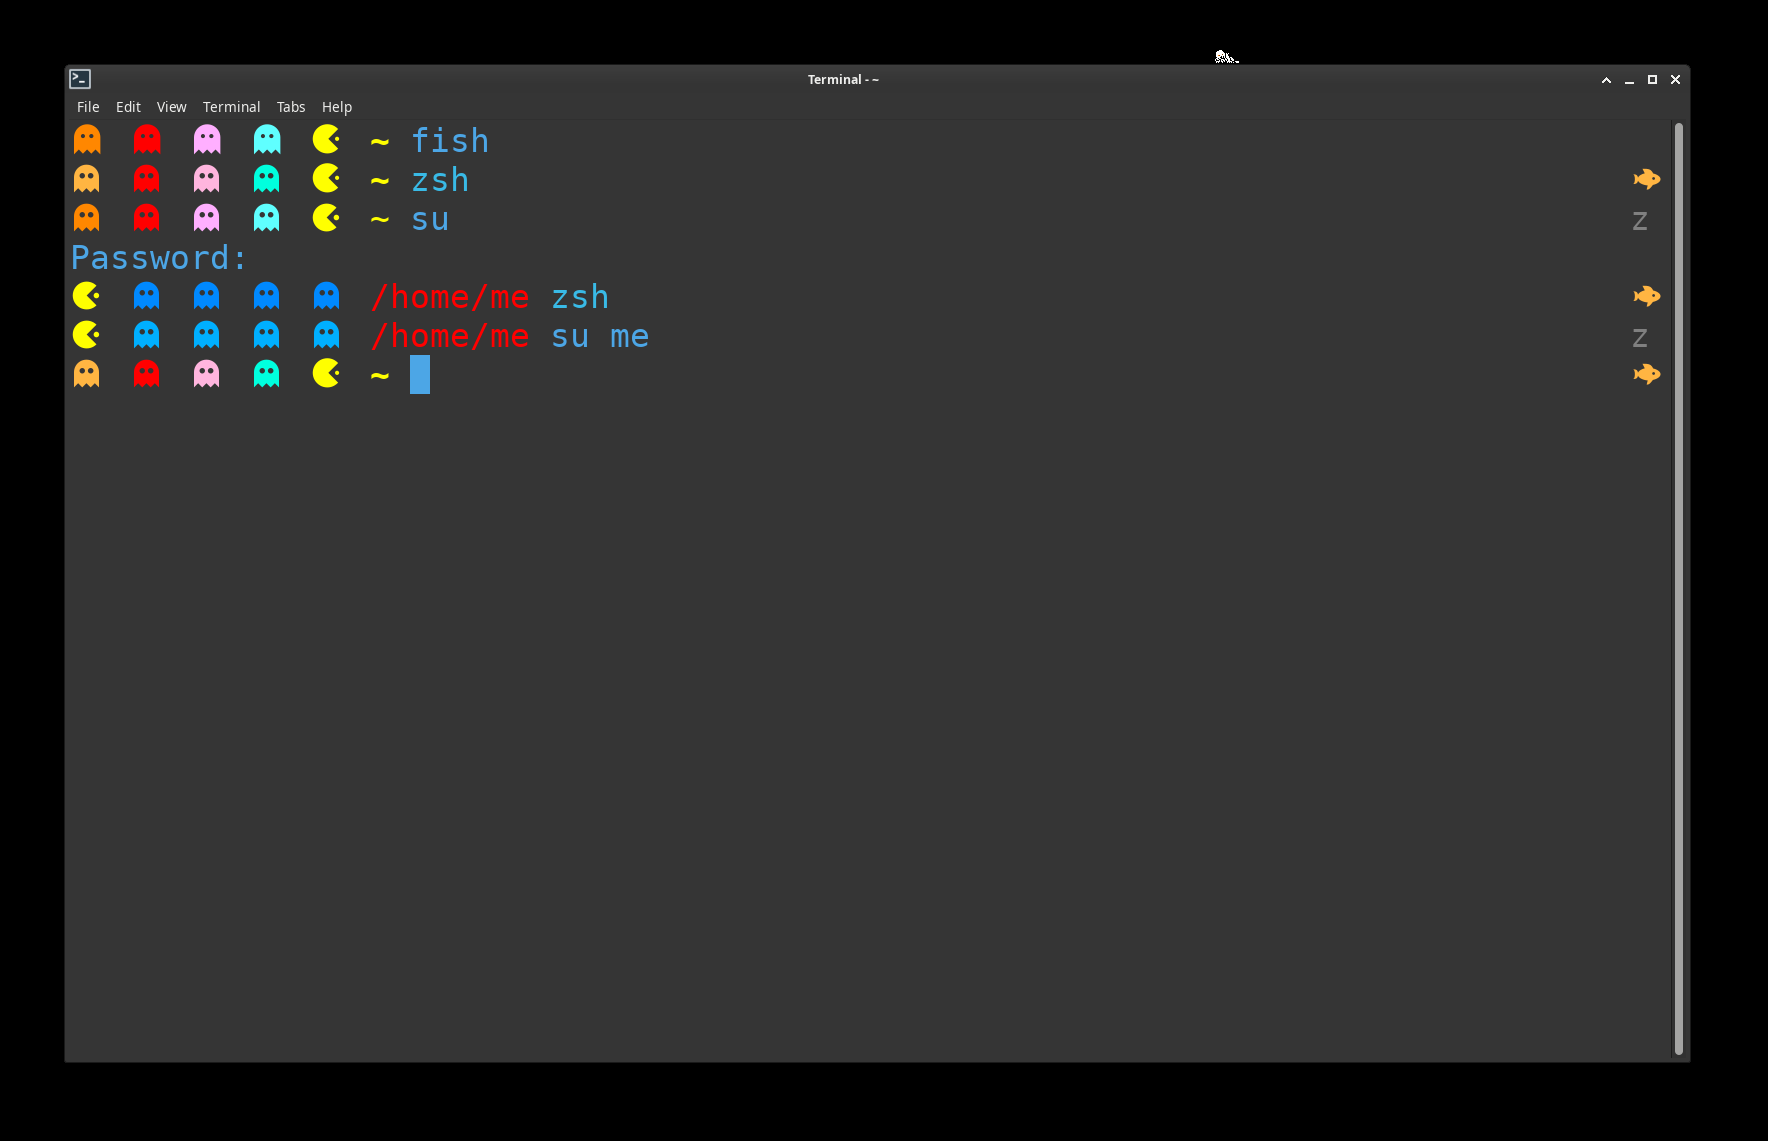 Terminal - ~
File Edit View Terminal Tabs Help
~ fish
~ zsh
~ su z
Password:
/home/me zsh
/home/me su me z
~